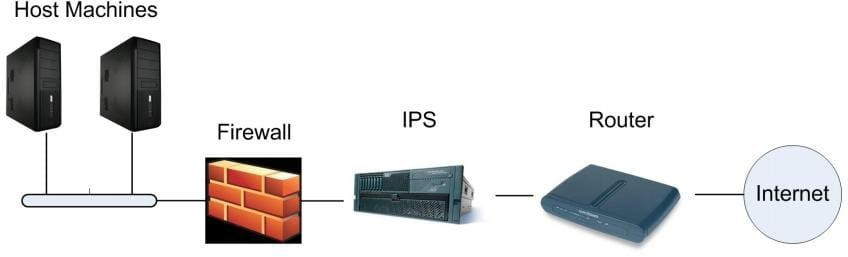 Host Machines
Firewall
IPS
Router
Internet